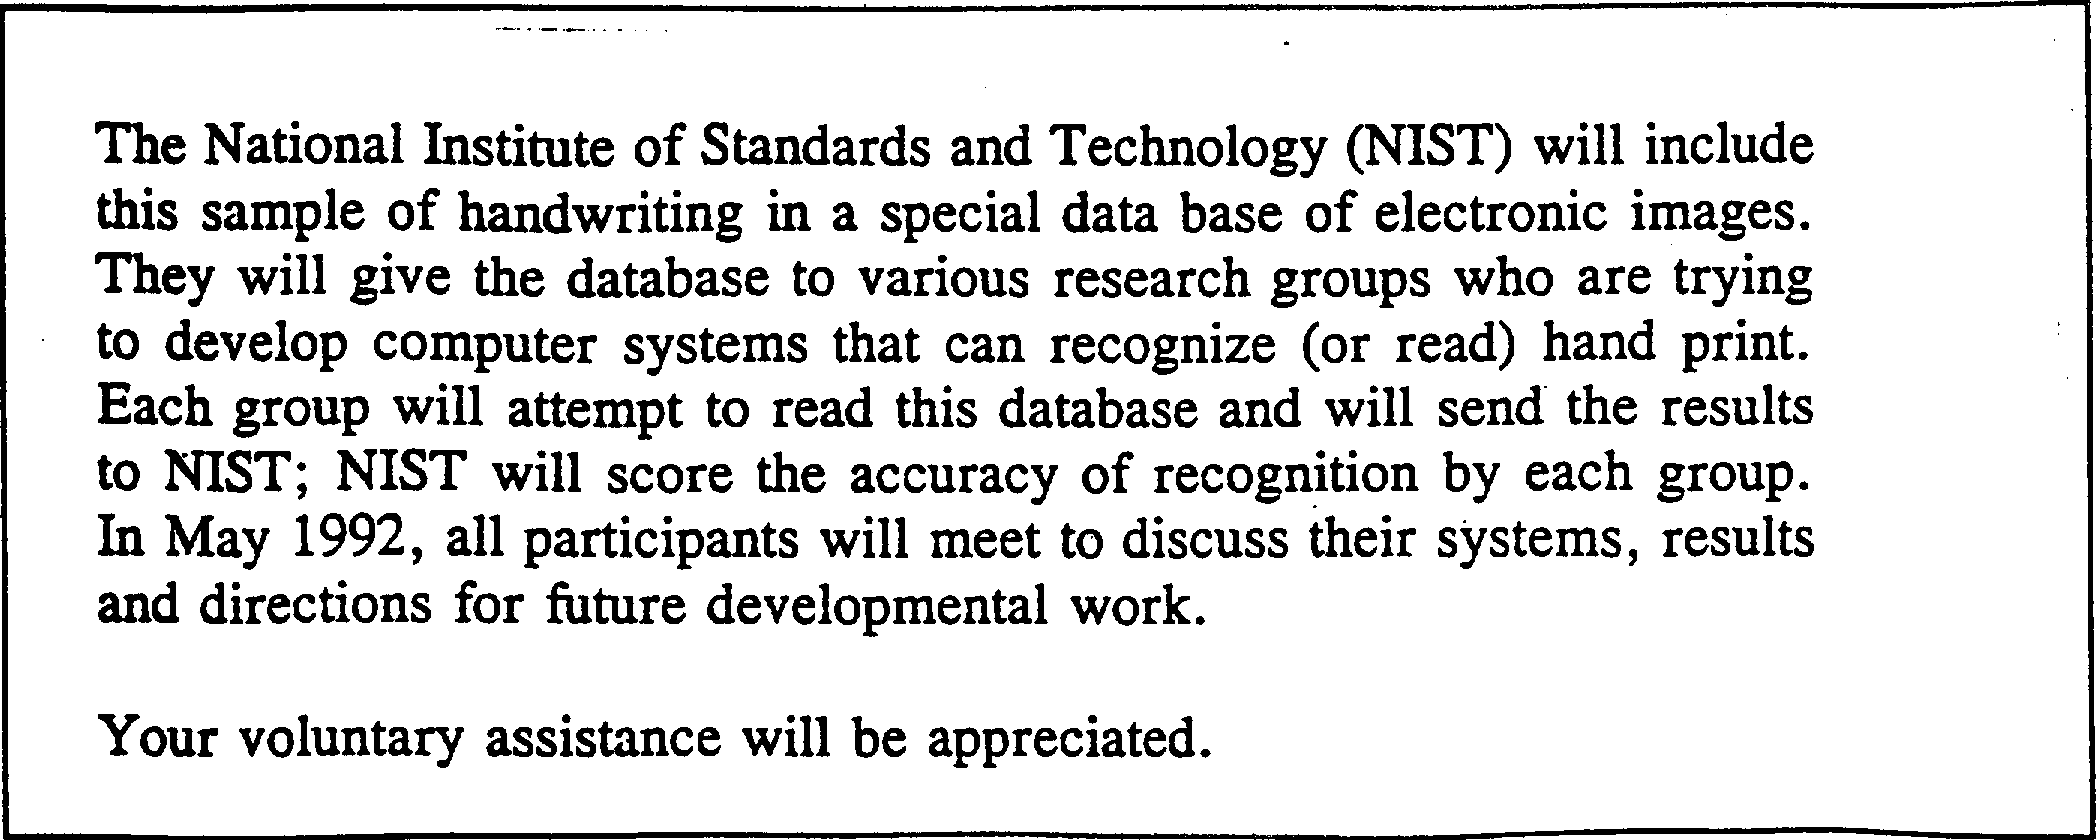 The National Institute of Standards and Technology (NIST) will include
this sample of handwriting in a special data base of electronic images.
They will give the database to various research groups who are trying
to develop computer systems that can recognize (or read) hand print.
Each group will attempt to read this database and will send the results
to NIST; NIST will score the accuracy of recognition by each group.
In May 1992, all participants will meet to discuss their systems, results
and directions for future developmental work.
Your voluntary assistance will be appreciated.